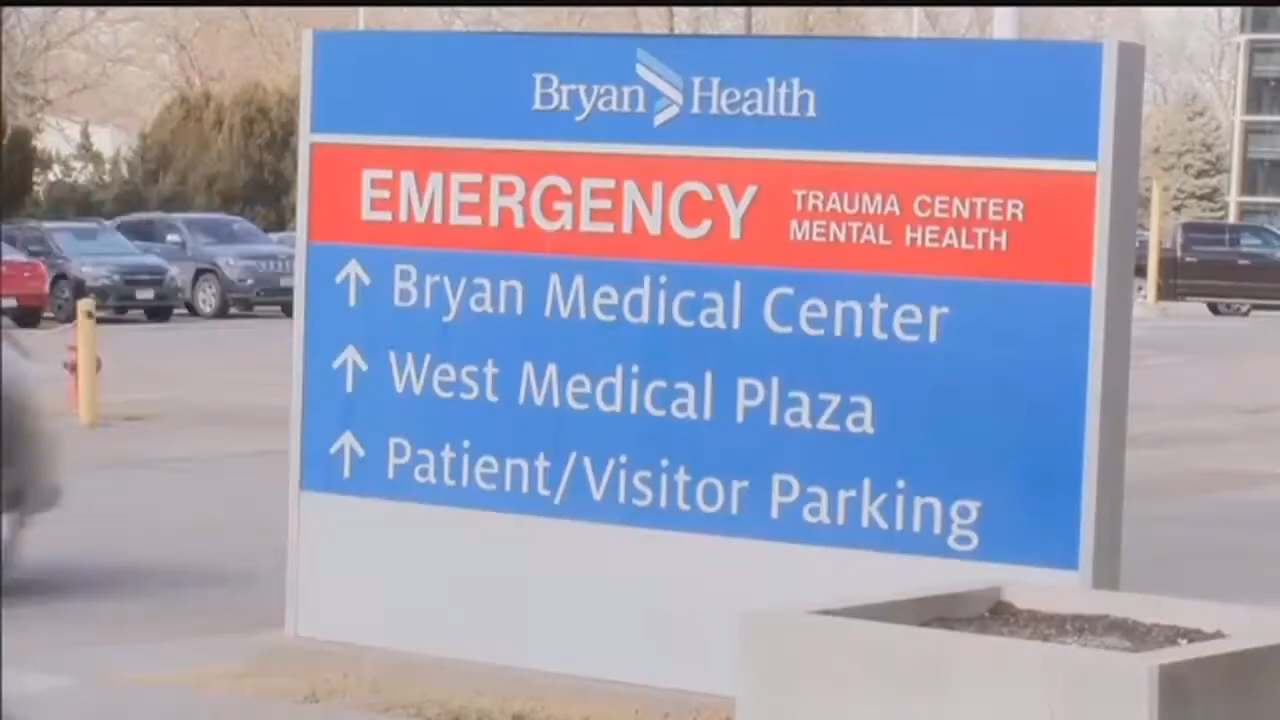 Bryan Health
EMERGENCY
TRAUMA CENTER
MENTAL HEALTH
↑ Bryan Medical Center
↑ West Medical Plaza
↑ Patient/Visitor Parking